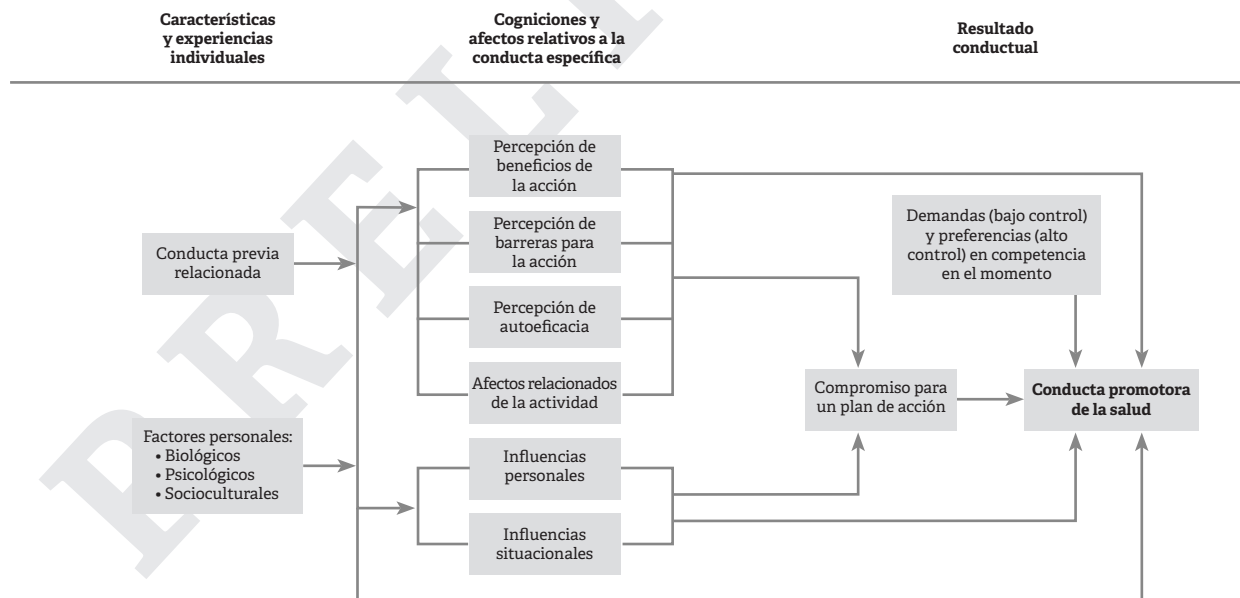 Características
y experiencias
individuales
Cogniciones y
afectos relativos a la
conducta específica
Resultado
conductual
Percepción de
beneficios de
la acción
Percepción de
barreras para
la acción
Percepción de
autoeficacia
Afectos relacionados
de la actividad
Influencias
personales
Influencias
situacionales
Conducta previa
relacionada
Factores personales:
• Biológicos
• Psicológicos
• Socioculturales
Demandas (bajo control)
y preferencias (alto
control) en competencia
en el momento
Compromiso para
un plan de acción
Conducta promotora
de la salud
PRELI